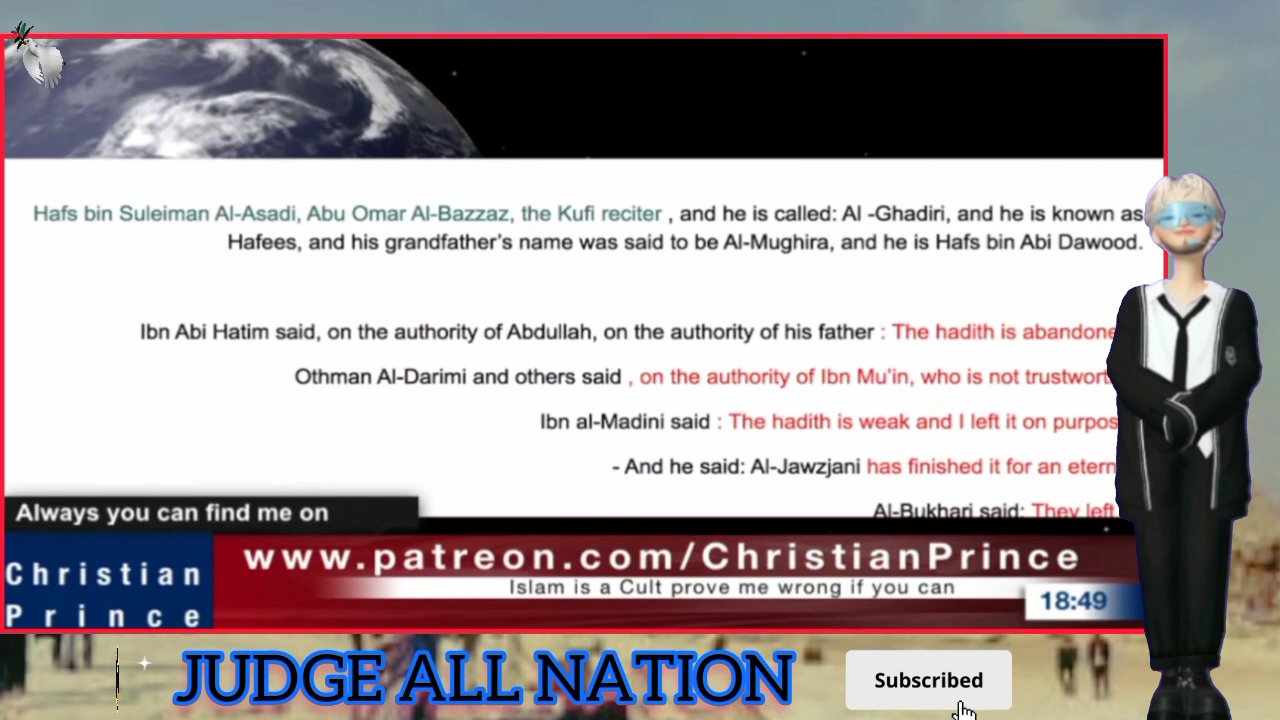 Hafs bin Suleiman Al-Asadi, Abu Omar Al-Bazzaz, the Kufi reciter , and he is called: Al -Ghadiri, and he is known as
Hafees, and his grandfather's name was said to be Al-Mughira, and he is Hafs bin Abi Dawood.
Ibn Abi Hatim said, on the authority of Abdullah, on the authority of his father : The hadith is abandone
Othman Al-Darimi and others said , on the authority of Ibn Mu'in, who is not trustwort
Ibn al-Madini said : The hadith is weak and I left it on purpos
- And he said: Al-Jawzjani has finished it for an etern
Al-Bukhari said: They left
Always you can find me on
Christian
Prince
www.patreon.com/ChristianPrince
Islam is a Cult prove me wrong if you can
18:49
JUDGE ALL NATION
Subscribed